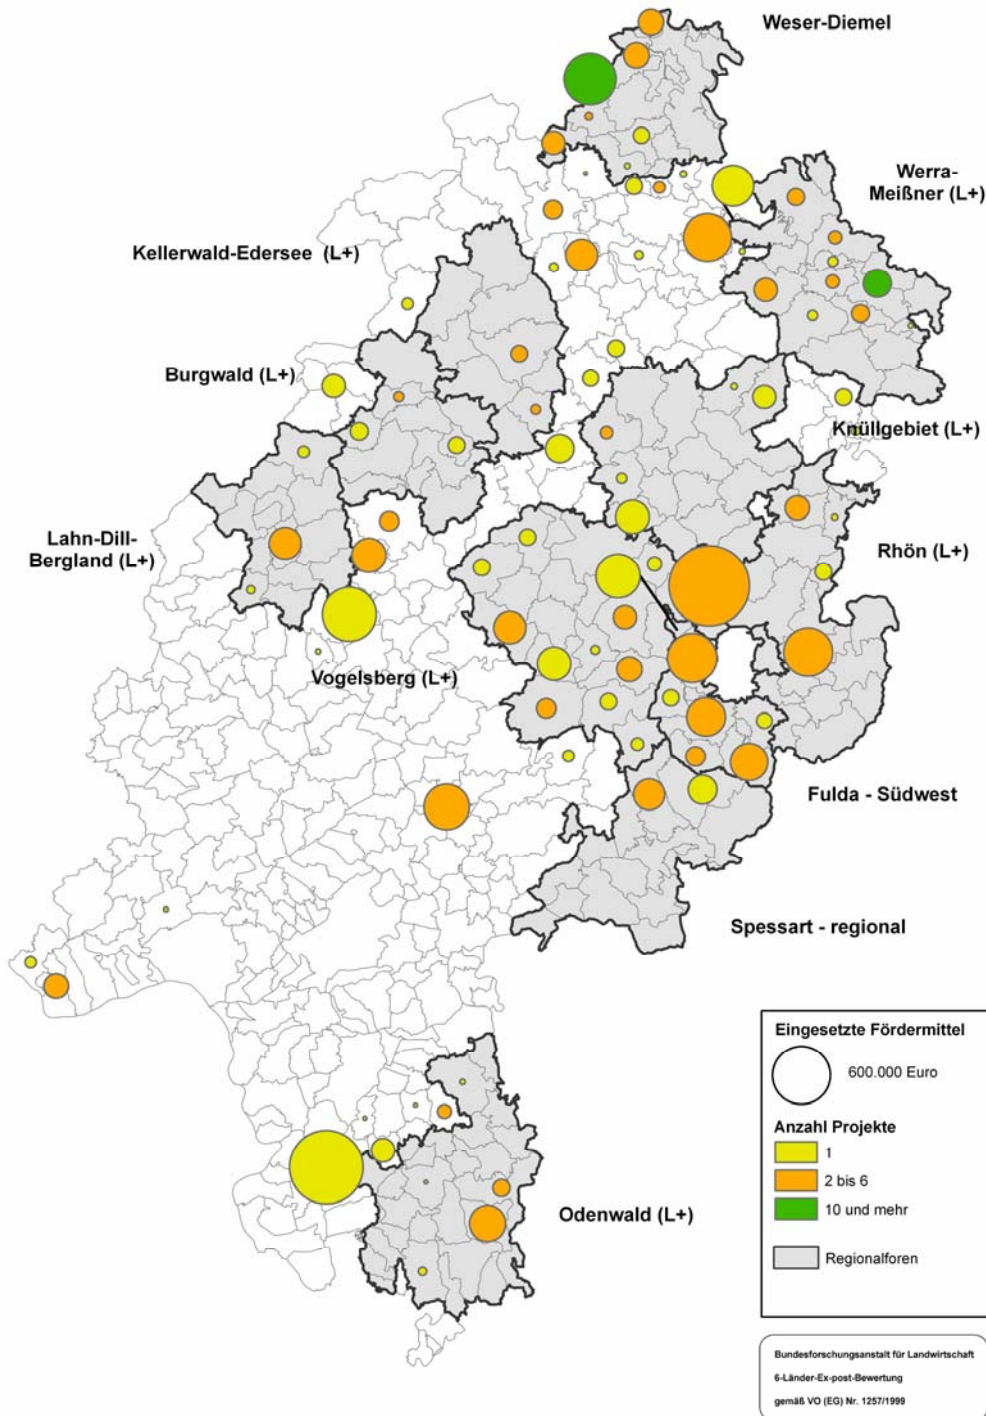 Weser-Diemel
Werra-
Meißner (L+)
Kellerwald-Edersee (L+)
Burgwald (L+)
Knüllgebiet (L+)
Lahn-Dill-
Bergland (L+)
Rhön (L+)
Vogelsberg (L+)
Fulda - Südwest
Spessart - regional
Odenwald (L+)
Eingesetzte Fördermittel
600.000 Euro
Anzahl Projekte
1
2 bis 6
10 und mehr
Regionalforen
Bundesforschungsanstalt für Landwirtschaft
6-Länder-Ex-post-Bewertung
gemäß VO (EG) Nr. 1257/1999